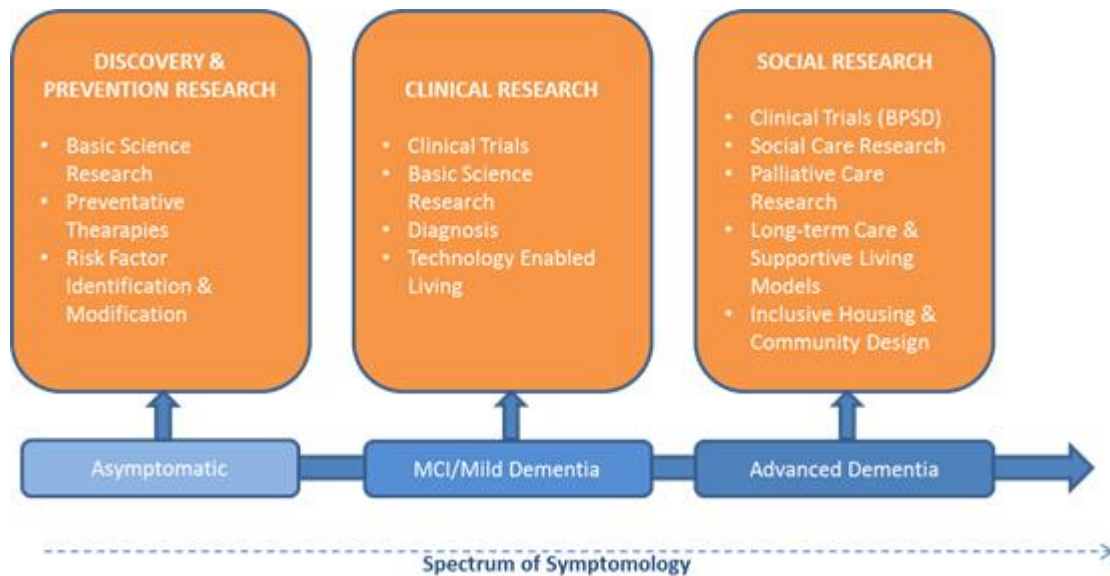 DISCOVERY &
PREVENTION RESEARCH
• Basic Science
Research
• Preventative
Thearapies
• Risk Factor
Identification &
Modification
CLINICAL RESEARCH
• Clinical Trials
• Basic Science
Research
• Diagnosis
• Technology Enabled
Living
SOCIAL RESEARCH
• Clinical Trials (BPSD)
• Social Care Research
• Palliative Care
Research
• Long-term Care &
Supportive Living
Models
• Inclusive Housing &
Community Design
Asymptomatic
MCI/Mild Dementia
Advanced Dementia
Spectrum of Symptomology